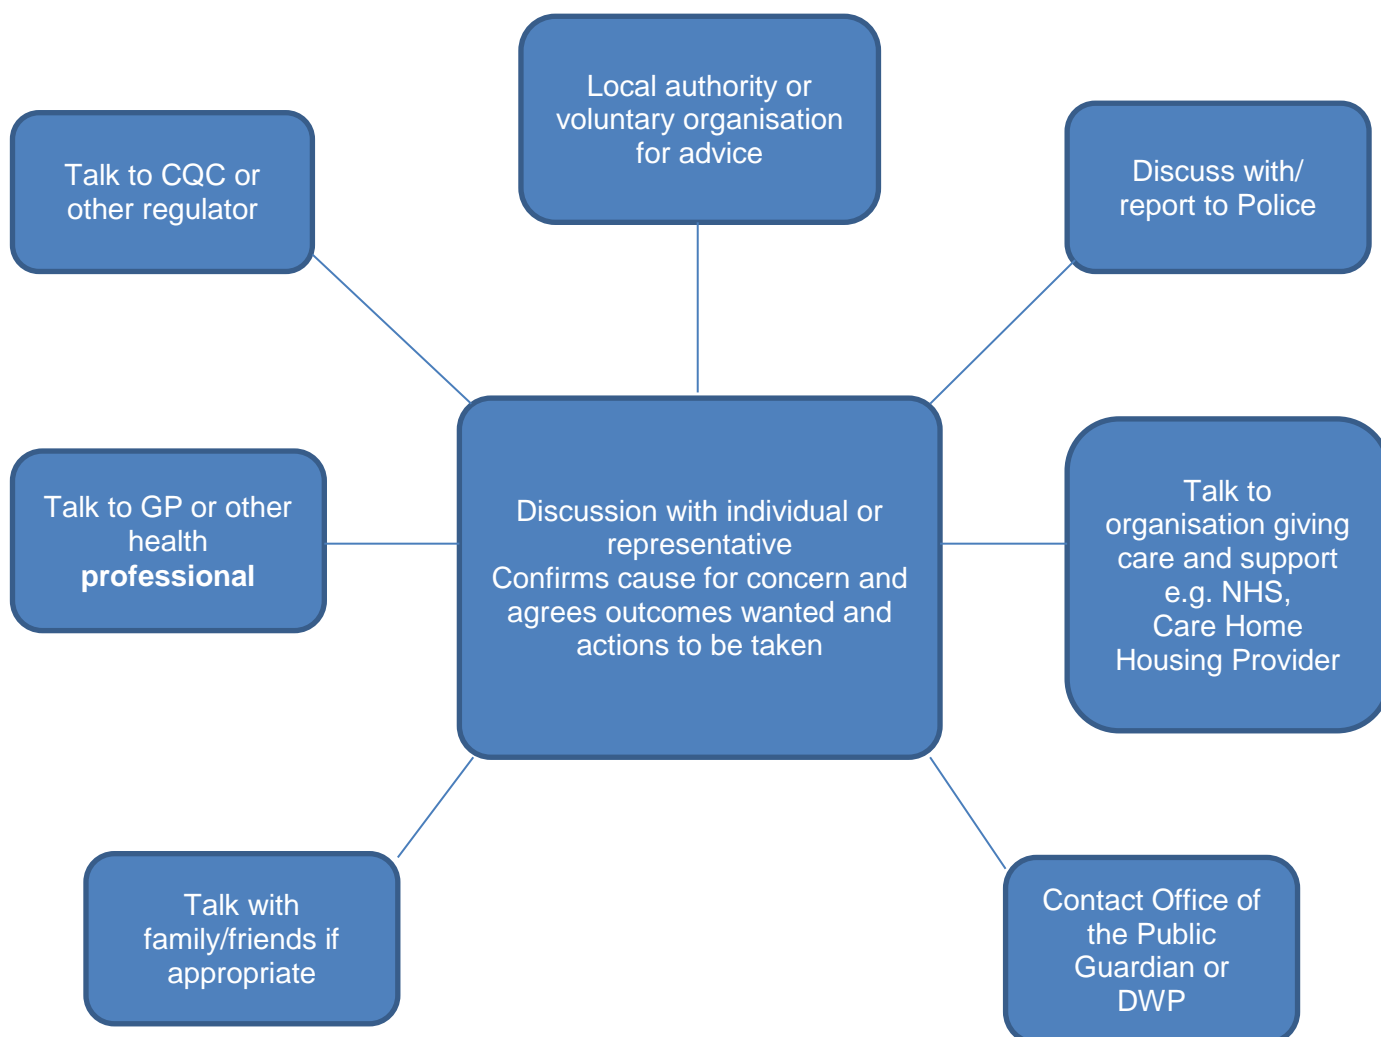 Local authority or
voluntary organisation
for advice
Talk to CQC or
other regulator
Discuss with/
report to Police
Talk to GP or other
health
professional
Discussion with individual or
representative
Confirms cause for concern and
agrees outcomes wanted and
actions to be taken
Talk to
organisation giving
care and support
e.g. NHS,
Care Home
Housing Provider
Talk with
family/friends if
appropriate
Contact Office of
the Public
Guardian or
DWP